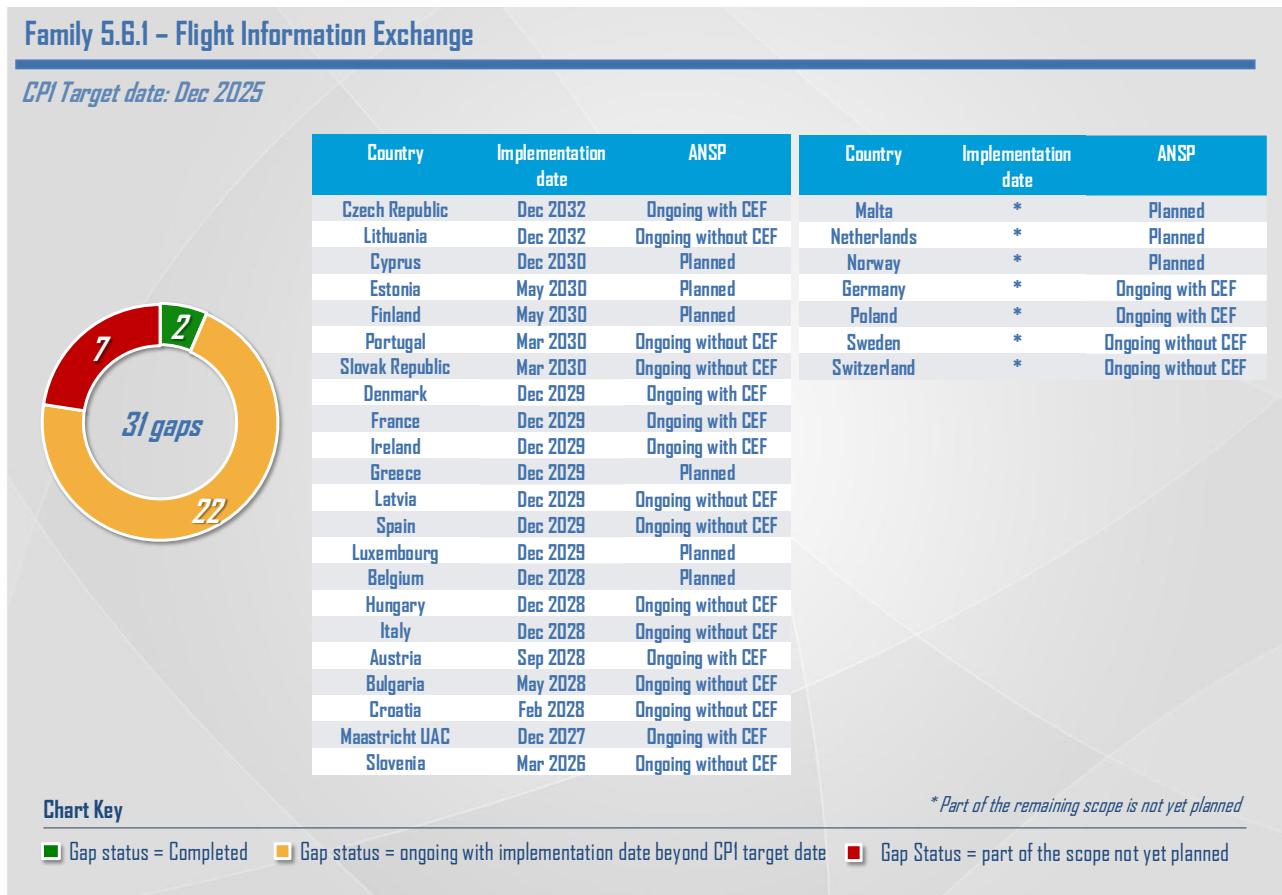 Family 5.6.1 – Flight Information Exchange
CP1 Target date: Dec 2025
Country Implementation date ANSP
Czech Republic Dec 2032 Ongoing with CEF
Lithuania Dec 2032 Ongoing without CEF
Cyprus Dec 2030 Planned
Estonia May 2030 Planned
Finland May 2030 Planned
Portugal Mar 2030 Ongoing without CEF
Slovak Republic Mar 2030 Ongoing without CEF
Denmark Dec 2029 Ongoing with CEF
France Dec 2029 Ongoing with CEF
Ireland Dec 2029 Ongoing with CEF
Greece Dec 2029 Planned
Latvia Dec 2029 Ongoing without CEF
Spain Dec 2029 Ongoing without CEF
Luxembourg Dec 2029 Planned
Belgium Dec 2028 Planned
Hungary Dec 2028 Ongoing without CEF
Italy Dec 2028 Ongoing without CEF
Austria Sep 2028 Ongoing with CEF
Bulgaria May 2028 Ongoing without CEF
Croatia Feb 2028 Ongoing without CEF
Maastricht UAC Dec 2027 Ongoing with CEF
Slovenia Mar 2026 Ongoing without CEF
Country Implementation date ANSP
Malta * Planned
Netherlands * Planned
Norway * Planned
Germany * Ongoing with CEF
Poland * Ongoing with CEF
Sweden * Ongoing without CEF
Switzerland * Ongoing without CEF
2
7
31 gaps
22
* Part of the remaining scope is not yet planned
Chart Key
Gap status = Completed
Gap status = ongoing with implementation date beyond CP1 target date
Gap Status = part of the scope not yet planned